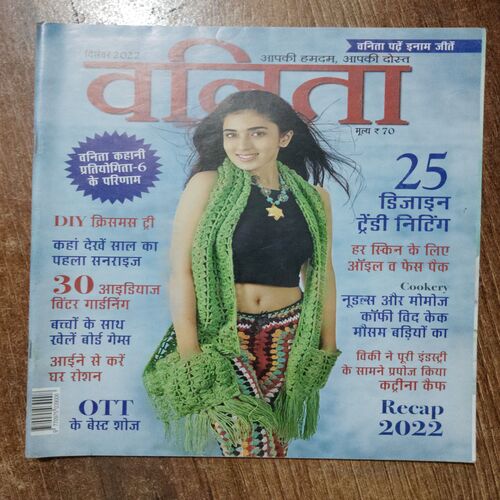 वनिता पढ़ें इनाम जीतें
दिसंबर 2022
आपकी हमदम, आपकी दोस्त
वनिता
मूल्य ₹ 70
वनिता कहानी
प्रतियोगिता-6
के परिणाम
25
डिजाइन
ट्रेंडी निटिंग
DIY क्रिसमस ट्री
कहां देखें साल का
पहला सनराइज
हर स्किन के लिए
ऑइल व फेस पैक
30 आइडियाज
विंटर गार्डनिंग
Cookery
नूडल्स और मोमोज
कॉफी विद केक
मौसम बड़ियों का
बच्चों के साथ
खेलें बोर्ड गेम्स
आईने से करें
घर रोशन
विकी ने पूरी इंडस्ट्री
के सामने प्रपोज किया
कट्रीना कैफ
OTT
के बेस्ट शोज
Recap
2022